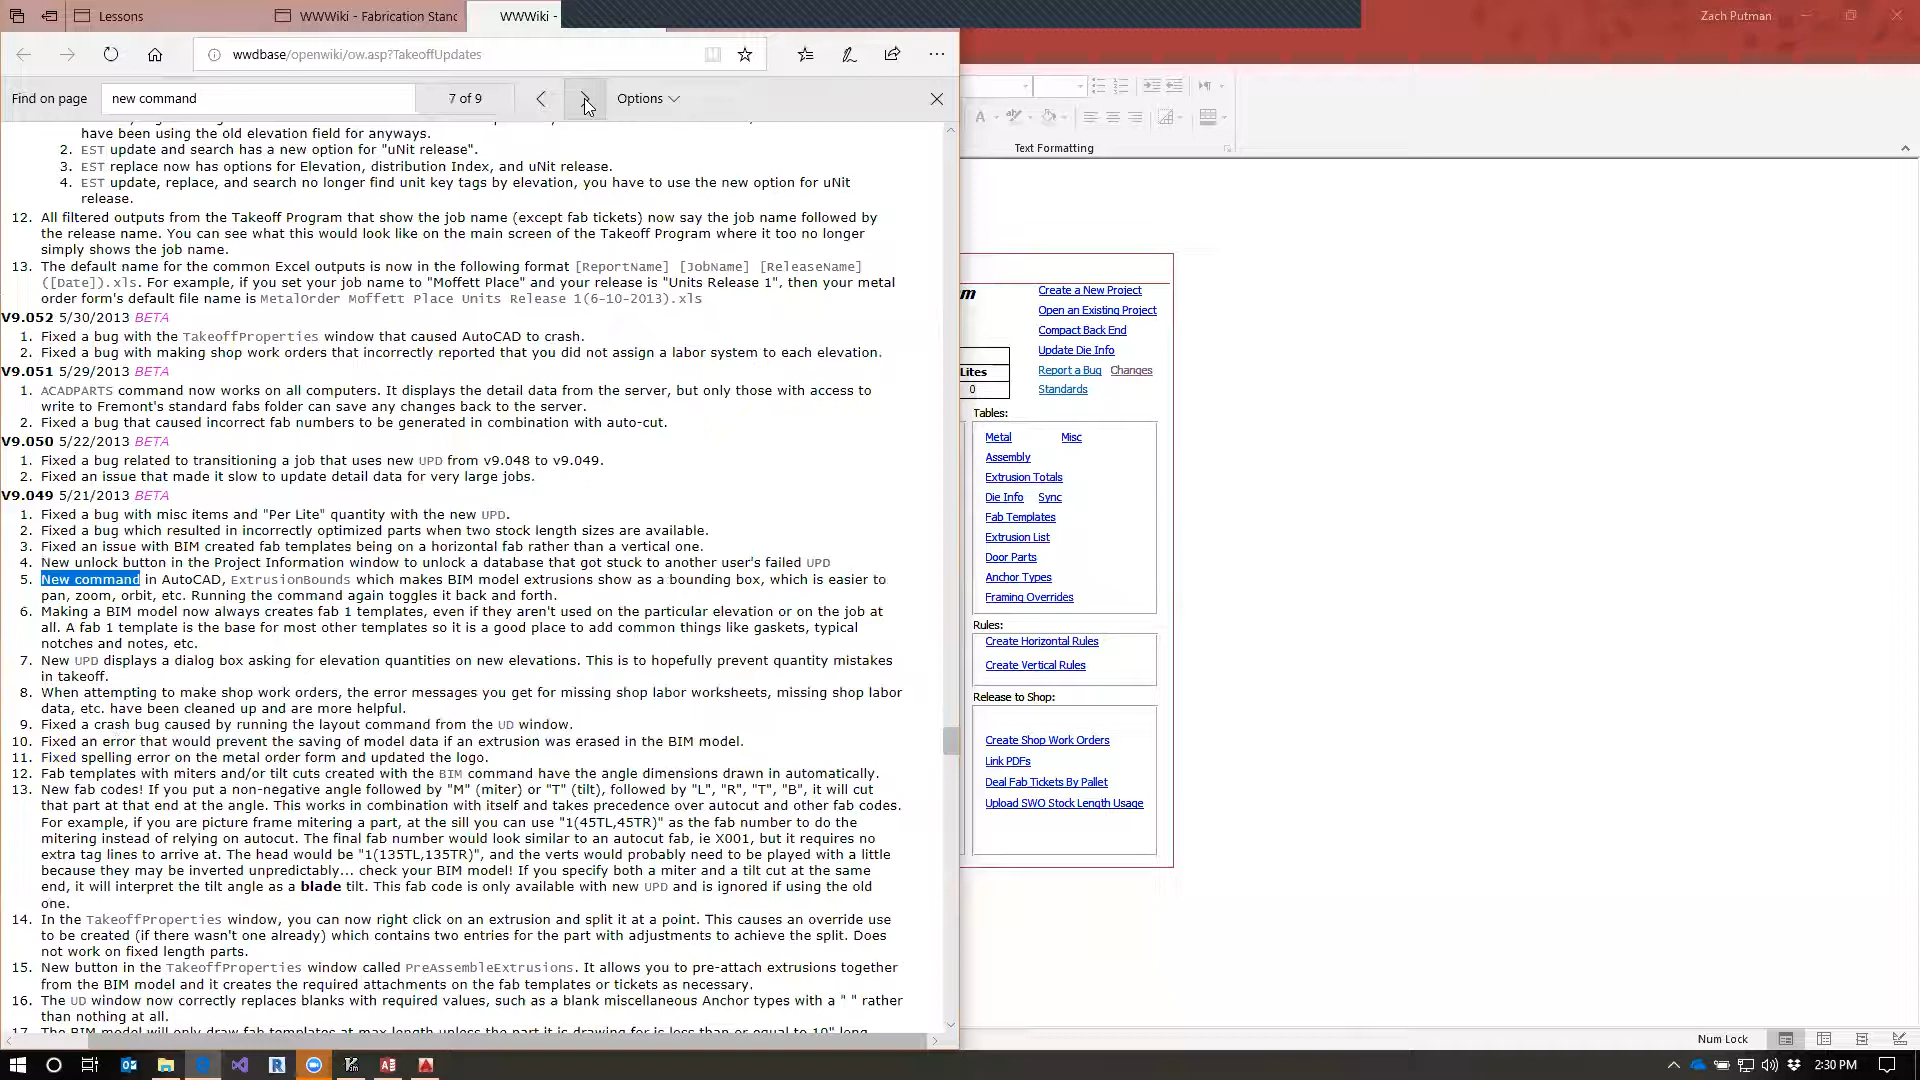 Lessons
WWWiki - Fabrication Stanc
WWWiki -
Zach Putman
wwdbase/openwiki/ow.asp?TakeoffUpdates
Find on page
new command
7 of 9
Options
have been using the old elevation field for anyways.
2. EST update and search has a new option for "uNit release".
3. EST replace now has options for Elevation, distribution Index, and uNit release.
4. EST update, replace, and search no longer find unit key tags by elevation, you have to use the new option for uNit
release.
12. All filtered outputs from the Takeoff Program that show the job name (except fab tickets) now say the job name followed by
the release name. You can see what this would look like on the main screen of the Takeoff Program where it too no longer
simply shows the job name.
13. The default name for the common Excel outputs is now in the following format [ReportName] [JobName] [ReleaseName]
([Date]).xls. For example, if you set your job name to "Moffett Place" and your release is "Units Release 1", then your metal
order form's default file name is MetalOrder Moffett Place Units Release 1(6-10-2013).xls
V9.052 5/30/2013 BETA
1. Fixed a bug with the TakeoffProperties window that caused AutoCAD to crash.
2. Fixed a bug with making shop work orders that incorrectly reported that you did not assign a labor system to each elevation.
V9.051 5/29/2013 BETA
1. ACADPARTS command now works on all computers. It displays the detail data from the server, but only those with access to
write to Fremont's standard fabs folder can save any changes back to the server.
2. Fixed a bug that caused incorrect fab numbers to be generated in combination with auto-cut.
V9.050 5/22/2013 BETA
1. Fixed a bug related to transitioning a job that uses new UPD from v9.048 to v9.049.
2. Fixed an issue that made it slow to update detail data for very large jobs.
V9.049 5/21/2013 BETA
1. Fixed a bug with misc items and "Per Lite" quantity with the new UPD.
2. Fixed a bug which resulted in incorrectly optimized parts when two stock length sizes are available.
3. Fixed an issue with BIM created fab templates being on a horizontal fab rather than a vertical one.
4. New unlock button in the Project Information window to unlock a database that got stuck to another user's failed UPD
5. New command in AutoCAD, ExtrusionBounds which makes BIM model extrusions show as a bounding box, which is easier to
pan, zoom, orbit, etc. Running the command again toggles it back and forth.
6. Making a BIM model now always creates fab 1 templates, even if they aren't used on the particular elevation or on the job at
all. A fab 1 template is the base for most other templates so it is a good place to add common things like gaskets, typical
notches and notes, etc.
7. New UPD displays a dialog box asking for elevation quantities on new elevations. This is to hopefully prevent quantity mistakes
in takeoff.
8. When attempting to make shop work orders, the error messages you get for missing shop labor worksheets, missing shop labor
data, etc. have been cleaned up and are more helpful.
9. Fixed a crash bug caused by running the layout command from the UD window.
10. Fixed an error that would prevent the saving of model data if an extrusion was erased in the BIM model.
11. Fixed spelling error on the metal order form and updated the logo.
12. Fab templates with miters and/or tilt cuts created with the BIM command have the angle dimensions drawn in automatically.
13. New fab codes! If you put a non-negative angle followed by "M" (miter) or "T" (tilt), followed by "L", "R", "T", "B", it will cut
that part at that end at the angle. This works in combination with itself and takes precedence over autocut and other fab codes.
For example, if you are picture frame mitering a part, at the sill you can use "1(45TL,45TR)" as the fab number to do the
mitering instead of relying on autocut. The final fab number would look similar to an autocut fab, ie X001, but it requires no
extra tag lines to arrive at. The head would be "1(135TL,135TR)", and the verts would probably need to be played with a little
because they may be inverted unpredictably... check your BIM model! If you specify both a miter and a tilt cut at the same
end, it will interpret the tilt angle as a blade tilt. This fab code is only available with new UPD and is ignored if using the old
one.
14. In the TakeoffProperties window, you can now right click on an extrusion and split it at a point. This causes an override use
to be created (if there wasn't one already) which contains two entries for the part with adjustments to achieve the split. Does
not work on fixed length parts.
15. New button in the TakeoffProperties window called PreAssembleExtrusions. It allows you to pre-attach extrusions together
from the BIM model and it creates the required attachments on the fab templates or tickets as necessary.
16. The UD window now correctly replaces blanks with required values, such as a blank miscellaneous Anchor types with a " " rather
than nothing at all.
17. The BIM model will only draw fab templates at max length unless the part it is drawing for is less than or equal to 10" long
Text Formatting
m
Create a New Project
Open an Existing Project
Compact Back End
Update Die Info
Report a Bug Changes
Standards
Lites
0
Tables:
Metal Misc
Assembly
Extrusion Totals
Die Info Sync
Fab Templates
Extrusion List
Door Parts
Anchor Types
Framing Overrides
Rules:
Create Horizontal Rules
Create Vertical Rules
Release to Shop:
Create Shop Work Orders
Link PDFs
Deal Fab Tickets By Pallet
Upload SWO Stock Length Usage
Num Lock
2:30 PM